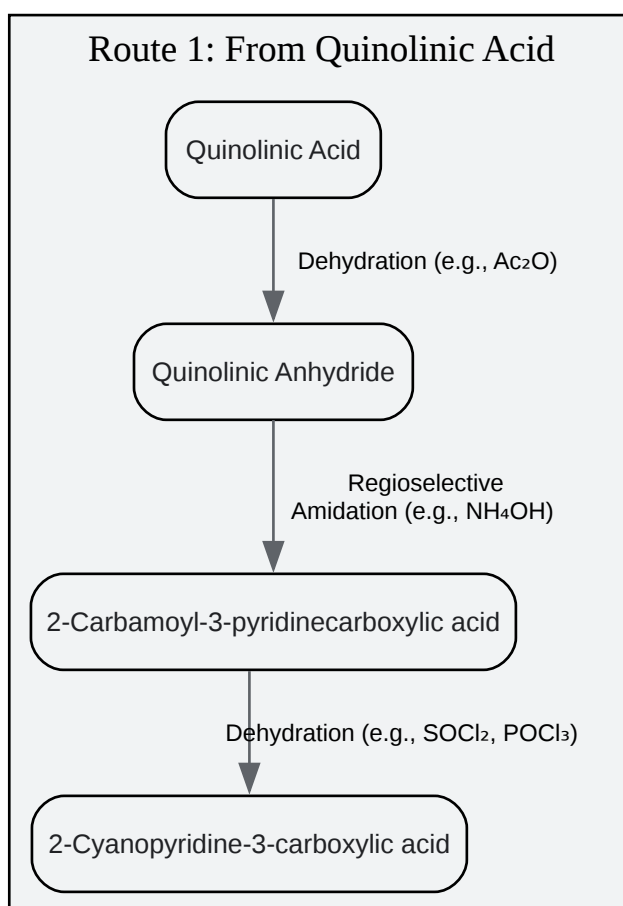 Route 1: From Quinolinic Acid
Quinolinic Acid
Dehydration (e.g., Ac₂O)
Quinolinic Anhydride
Regioselective
Amidation (e.g., NH₄OH)
2-Carbamoyl-3-pyridinecarboxylic acid
Dehydration (e.g., SOCl₂, POCl₃)
2-Cyanopyridine-3-carboxylic acid